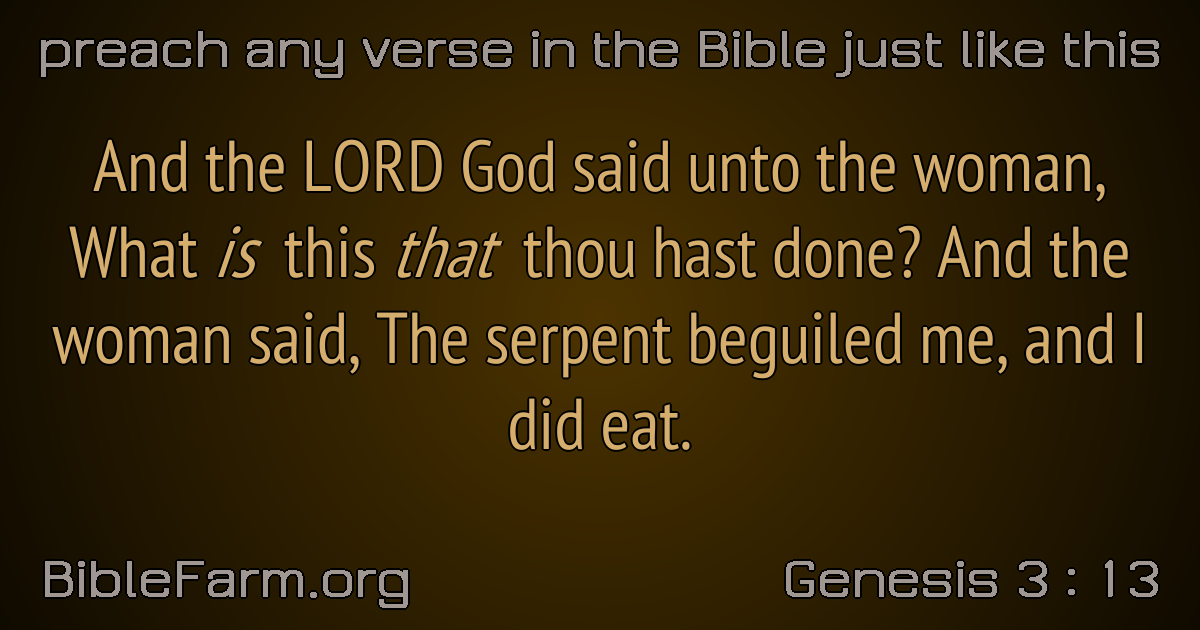 preach any verse in the Bible just like this
And the LORD God said unto the woman,
What is this that thou hast done? And the
woman said, The serpent beguiled me, and I
did eat.
BibleFarm.org
Genesis 3 : 13